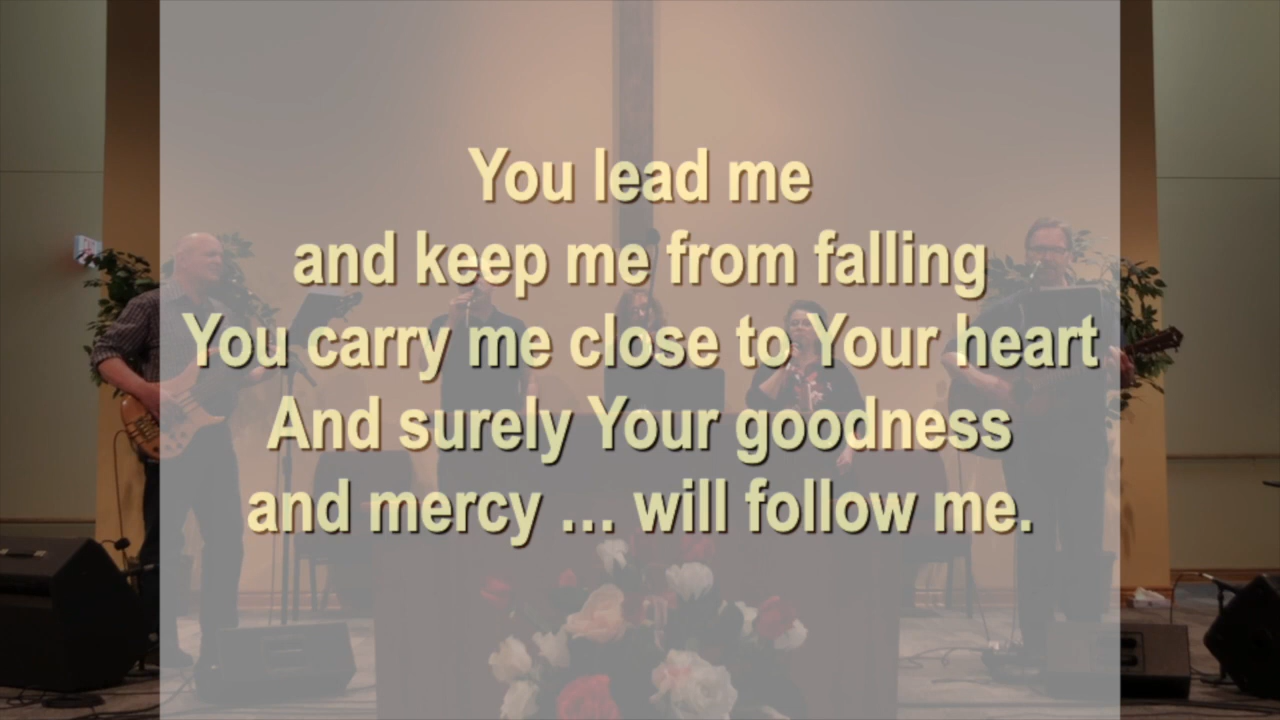 You lead me
and keep me from falling
You carry me close to Your heart
And surely Your goodness
and mercy … will follow me.